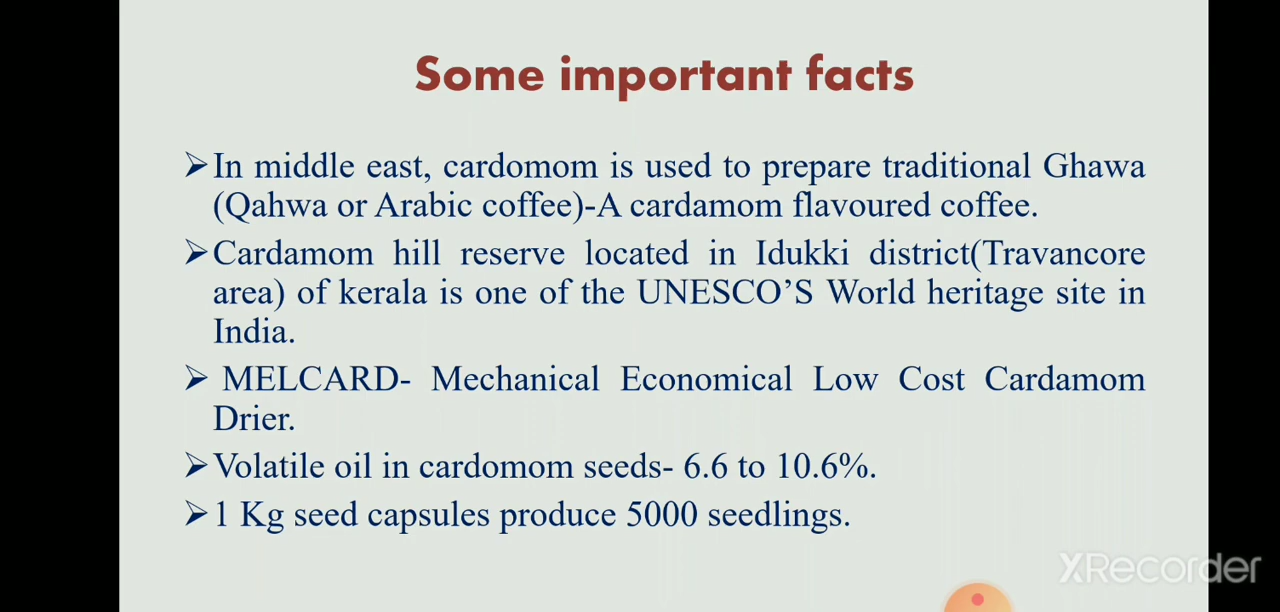 Some important facts
➢In middle east, cardomom is used to prepare traditional Ghawa
(Qahwa or Arabic coffee)-A cardamom flavoured coffee.
➢Cardamom hill reserve located in Idukki district(Travancore
area) of kerala is one of the UNESCO’S World heritage site in
India.
➢ MELCARD- Mechanical Economical Low Cost Cardamom
Drier.
➢Volatile oil in cardomom seeds- 6.6 to 10.6%.
➢1 Kg seed capsules produce 5000 seedlings.
XRecorder